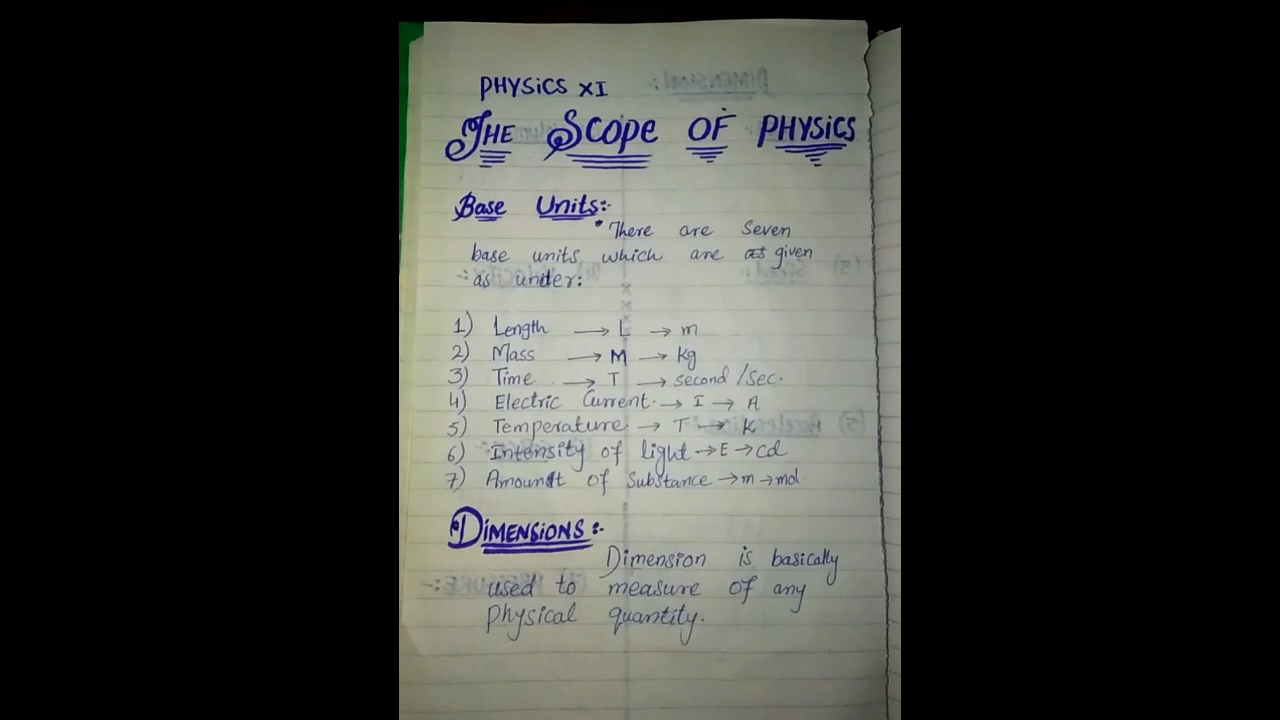 PHYSICS XI
THE SCOPE OF PHYSICS
Base Units:-
There are Seven
base units which are as given
as under:
1) Length → L → m
2) Mass → M → kg
3) Time → T → second /Sec.
4) Electric Current. → I → A
5) Temperature → T → K
6) Intensity of light → E → cd
7) Amount of Substance → m → mol
DIMENSIONS:-
Dimension is basically
used to measure of any
physical quantity.